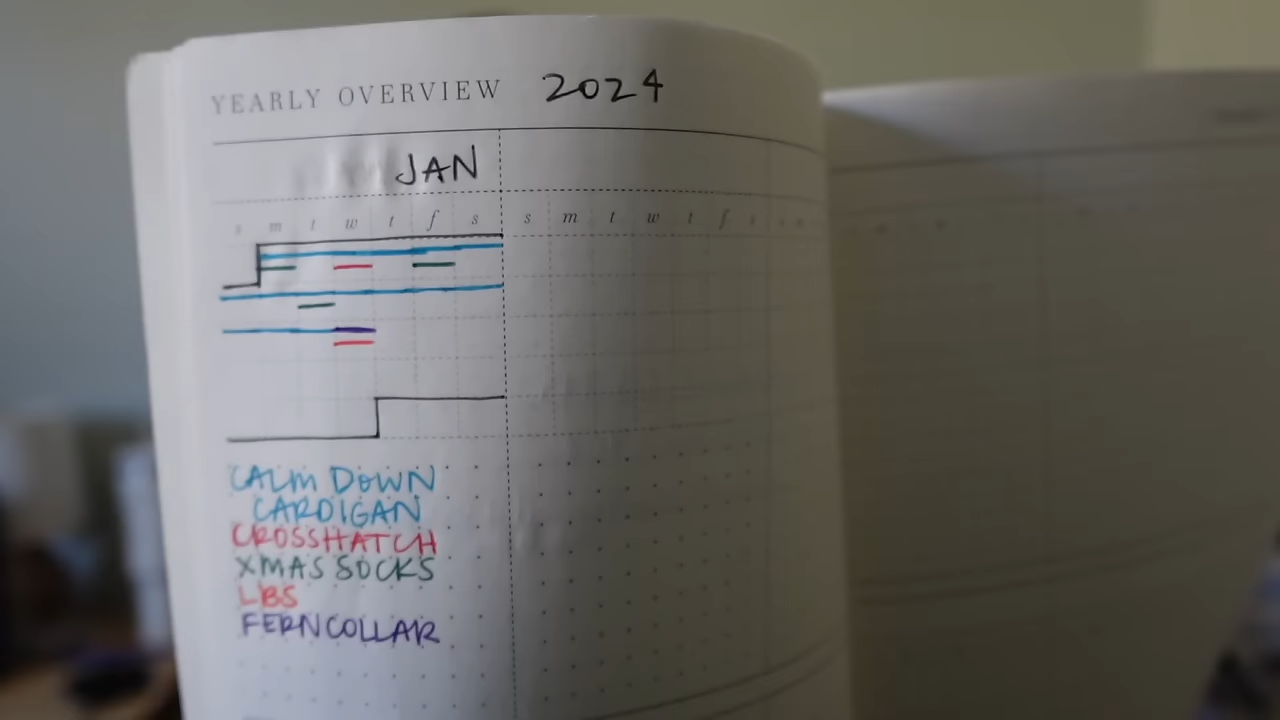 YEARLY OVERVIEW 2024
JAN
s m t w t f s s m t w t f s
CALM DOWN
CARDIGAN
CROSSHATCH
XMAS SOCKS
LBS
FERN COLLAR